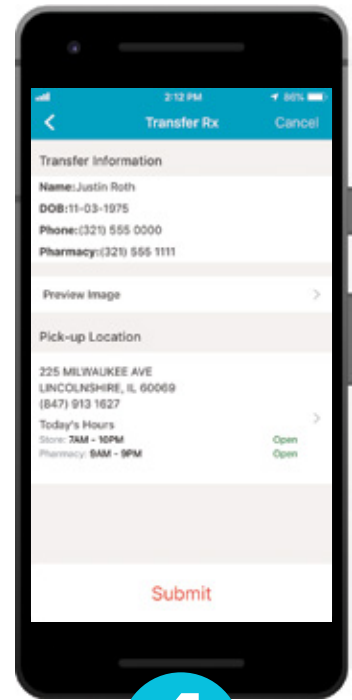 2:12 PM
86%
Transfer Rx
Cancel
Transfer Information
Name:Justin Roth
DOB:11-03-1975
Phone:(321) 555 0000
Pharmacy:(321) 555 1111
Preview Image
Pick-up Location
225 MILWAUKEE AVE
LINCOLNSHIRE, IL 60069
(847) 913 1627
Today's Hours
Store: 7AM - 10PM Open
Pharmacy: 9AM - 9PM Open
Submit